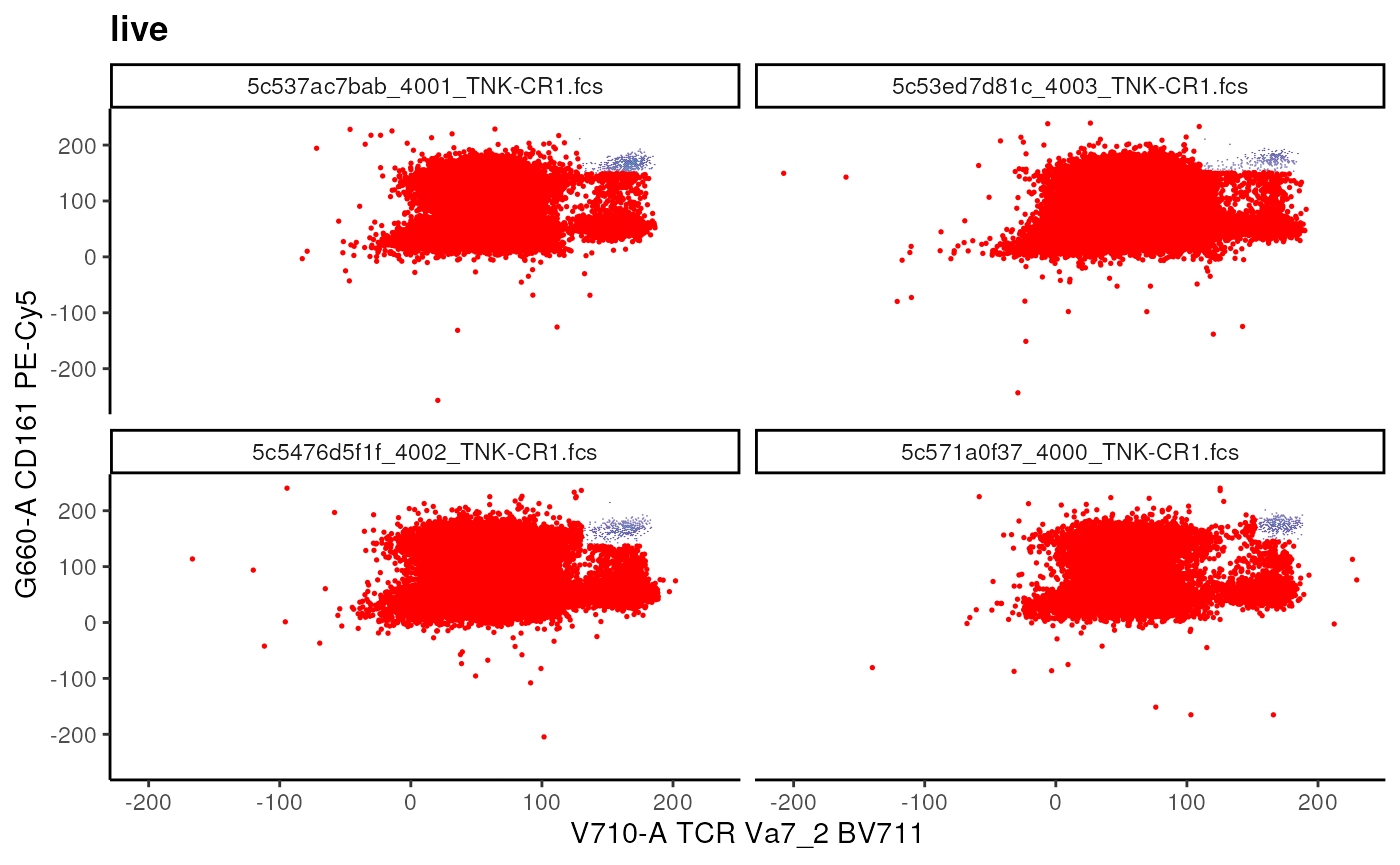 live
5c537ac7bab_4001_TNK-CR1.fcs
5c53ed7d81c_4003_TNK-CR1.fcs
200
100
0
-100
-200
5c5476d5f1f_4002_TNK-CR1.fcs
5c571a0f37_4000_TNK-CR1.fcs
200
100
0
-100
-200
G660-A CD161 PE-Cy5
-200 -100 0 100 200
-200 -100 0 100 200
V710-A TCR Va7_2 BV711